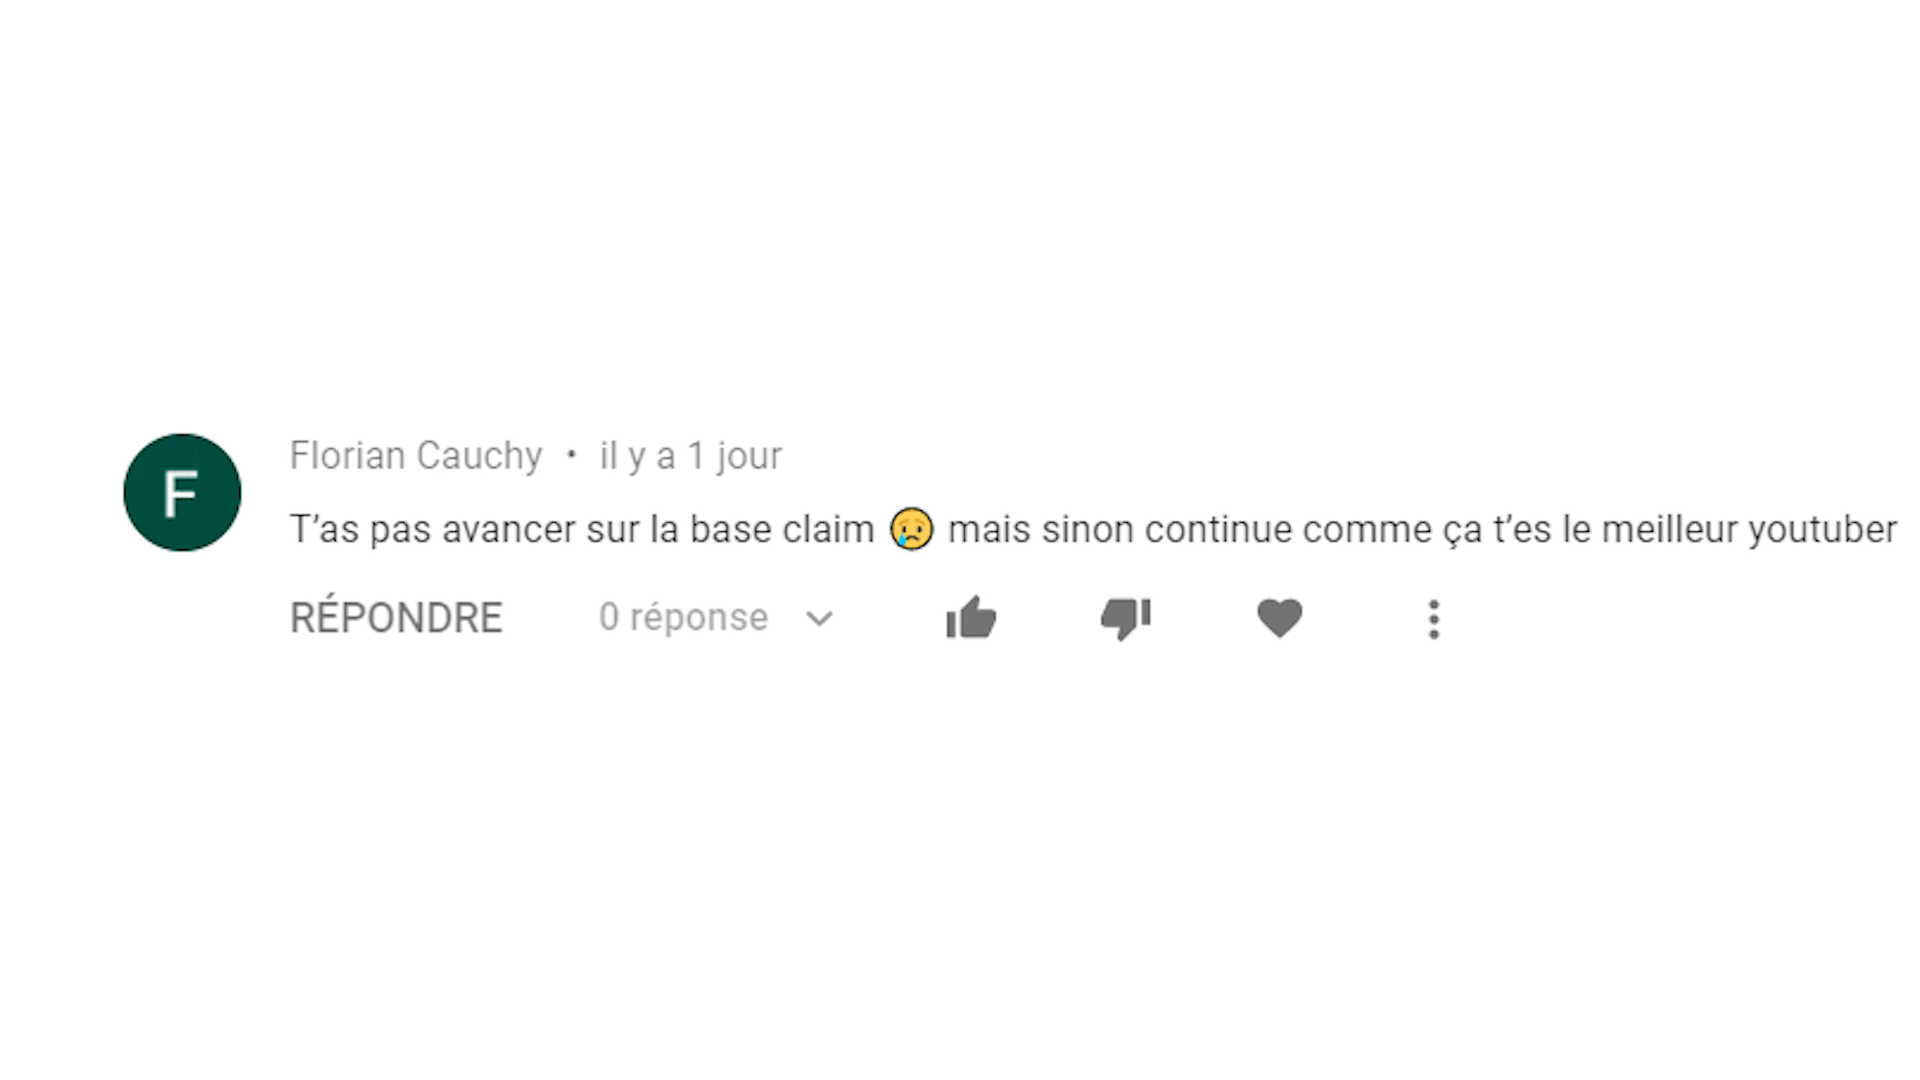 F
Florian Cauchy • il y a 1 jour
T’as pas avancer sur la base claim 😢 mais sinon continue comme ça t’es le meilleur youtuber
RÉPONDRE 0 réponse